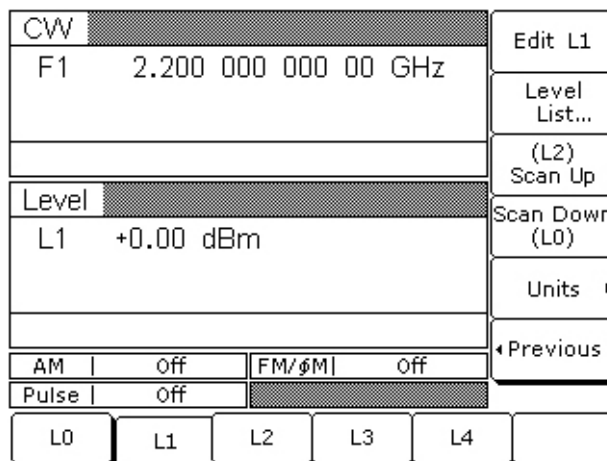 CW
F1 2.200 000 000 00 GHz
Level
L1 +0.00 dBm
AM | Off FM/ϕM| Off
Pulse | Off
L0 L1 L2 L3 L4
Edit L1
Level
List...
(L2)
Scan Up
Scan Down
(L0)
Units
◂Previous